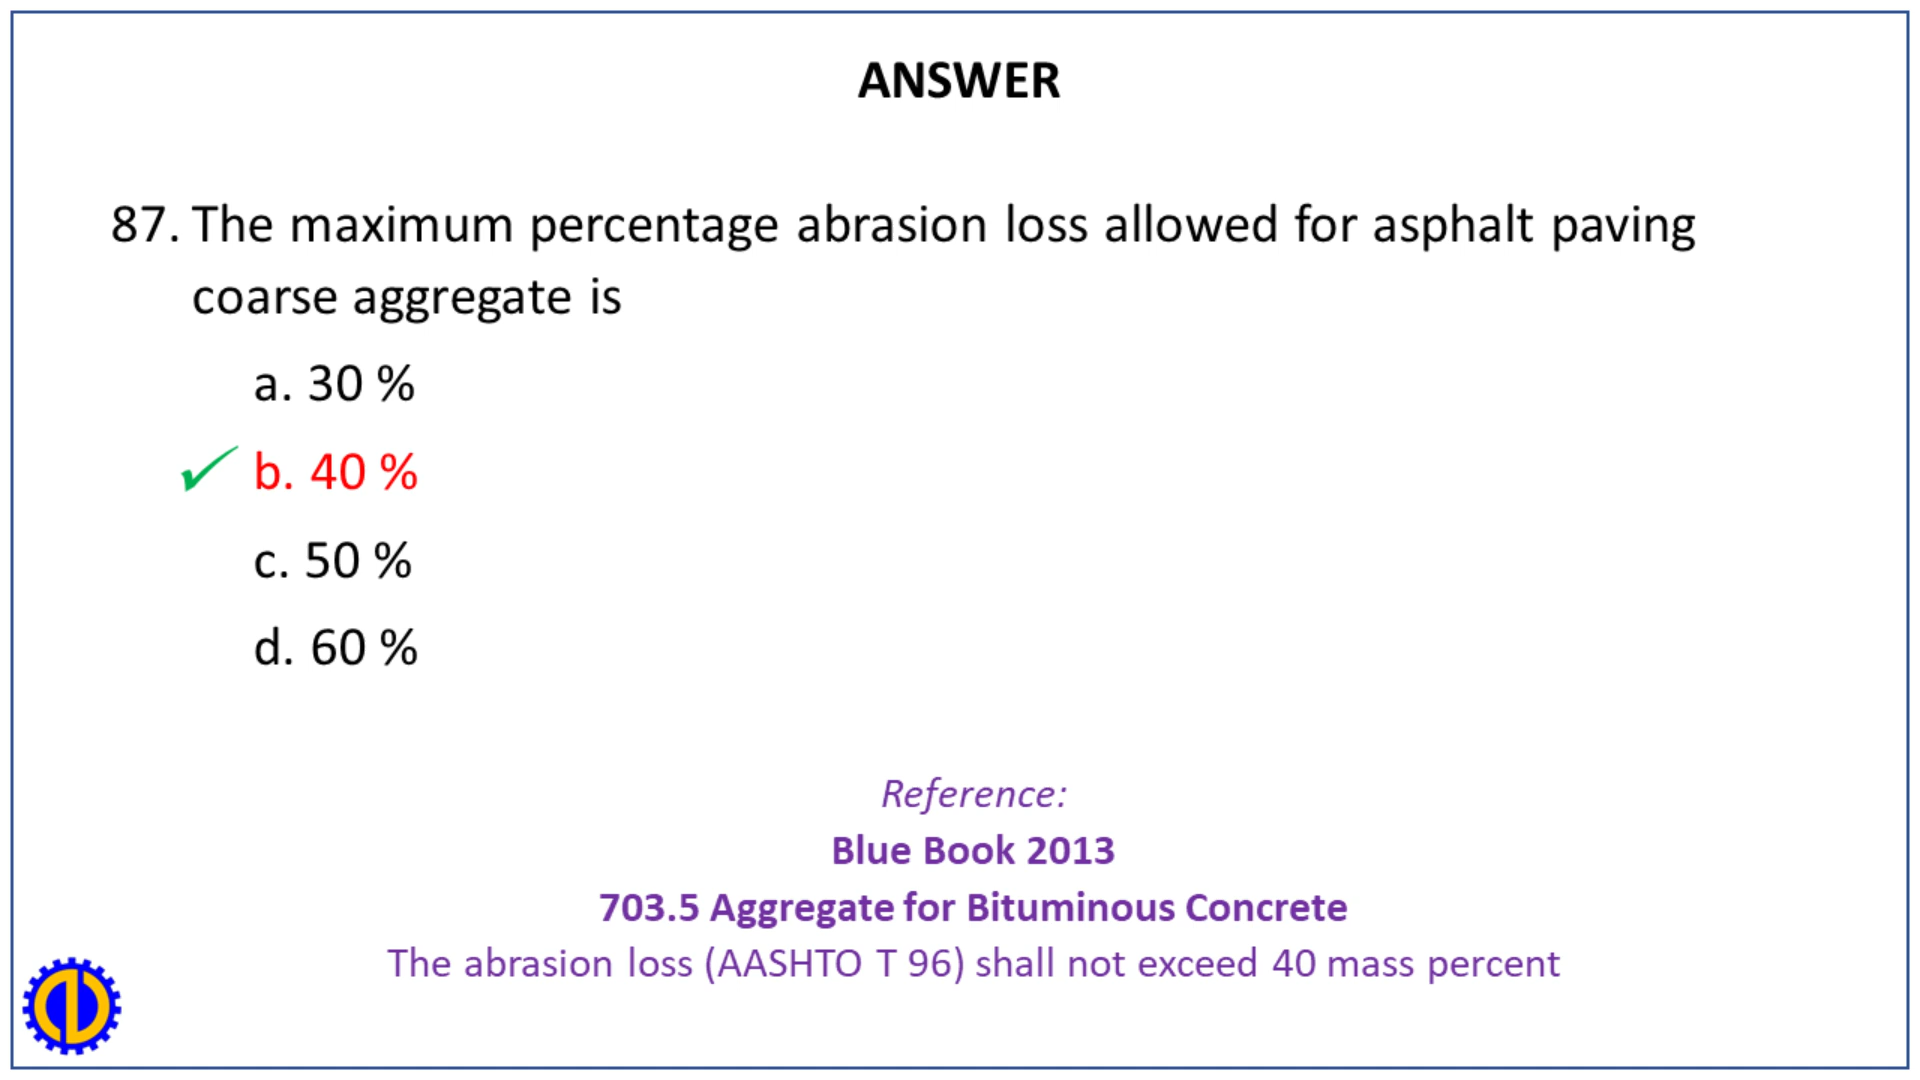 ANSWER
87. The maximum percentage abrasion loss allowed for asphalt paving
coarse aggregate is
a. 30 %
b. 40 %
c. 50 %
d. 60 %
Reference:
Blue Book 2013
703.5 Aggregate for Bituminous Concrete
The abrasion loss (AASHTO T 96) shall not exceed 40 mass percent